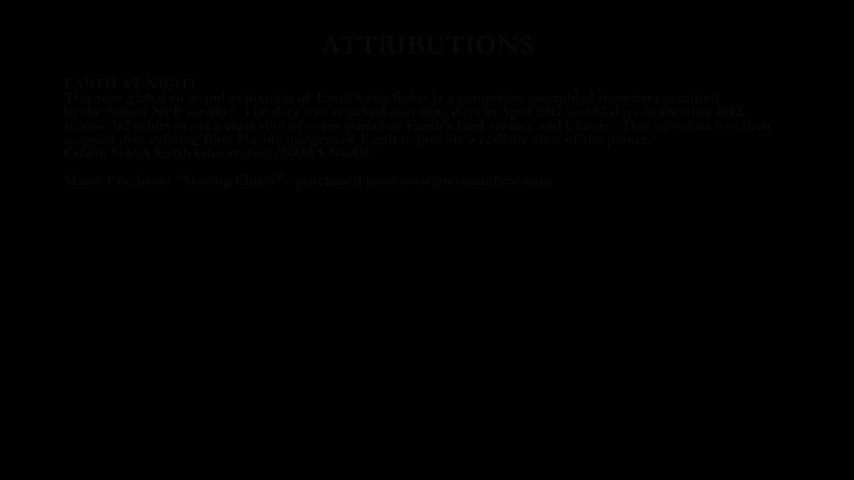 ATTRIBUTIONS
EARTH AT NIGHT
This new global view and animation of Earth's city lights is a composite assembled from data acquired
by the Suomi NPP satellite. The data was acquired over nine days in April 2012 and 13 days in October 2012.
It took 312 orbits to get a clear shot of every parcel of Earth's land surface and islands. This new data was then
mapped over existing Blue Marble imagery of Earth to provide a realistic view of the planet.
Credit: NASA Earth Observatory/NOAA NGDC
Music Cue from: "Moving Closer" - purchased from www.premiumbeat.com